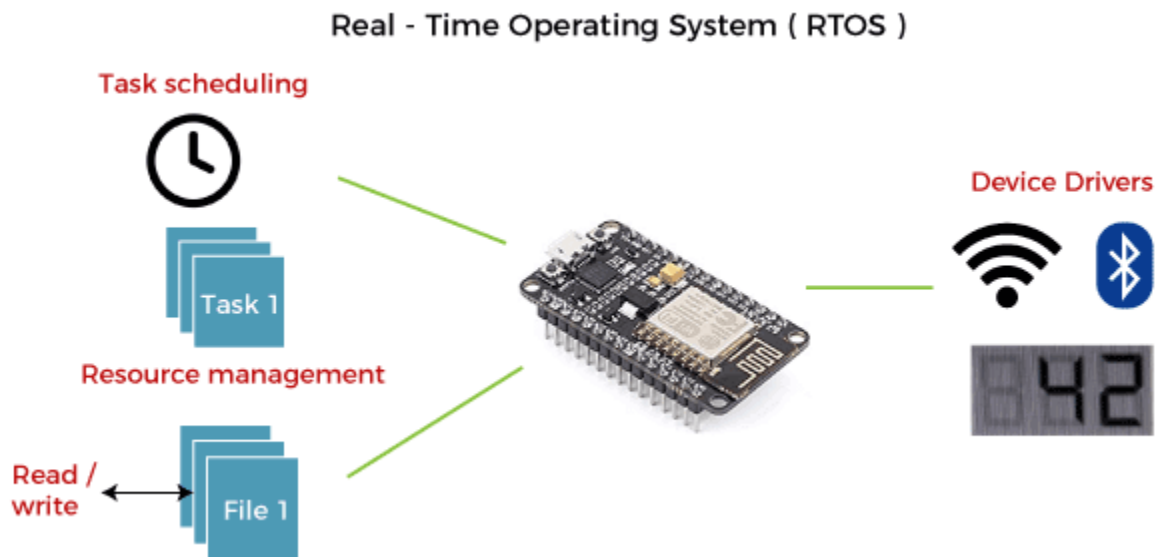 Real - Time Operating System ( RTOS )
Task scheduling
Task 1
Resource management
Read /
write
File 1
Device Drivers
42